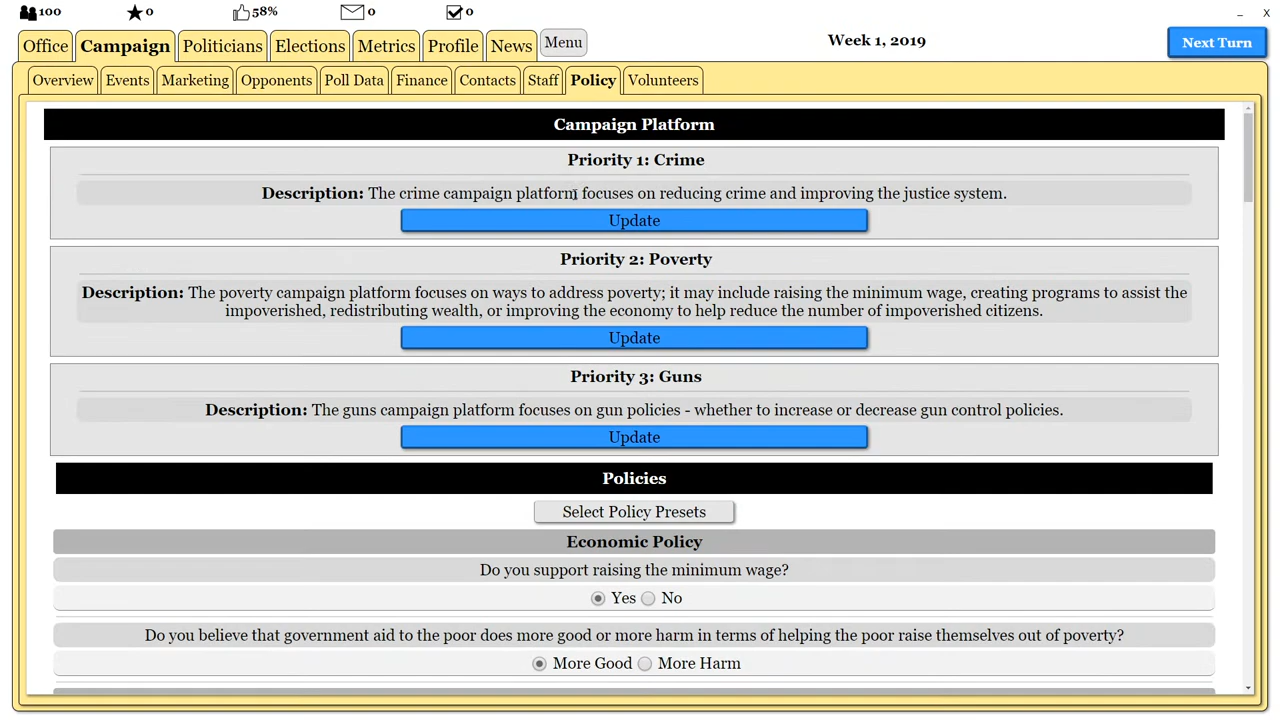 100 0 58% 0 0 _ X
Office Campaign Politicians Elections Metrics Profile News Menu Week 1, 2019 Next Turn
Overview Events Marketing Opponents Poll Data Finance Contacts Staff Policy Volunteers
Campaign Platform
Priority 1: Crime
Description: The crime campaign platform focuses on reducing crime and improving the justice system.
Update
Priority 2: Poverty
Description: The poverty campaign platform focuses on ways to address poverty; it may include raising the minimum wage, creating programs to assist the
impoverished, redistributing wealth, or improving the economy to help reduce the number of impoverished citizens.
Update
Priority 3: Guns
Description: The guns campaign platform focuses on gun policies - whether to increase or decrease gun control policies.
Update
Policies
Select Policy Presets
Economic Policy
Do you support raising the minimum wage?
Yes No
Do you believe that government aid to the poor does more good or more harm in terms of helping the poor raise themselves out of poverty?
More Good More Harm